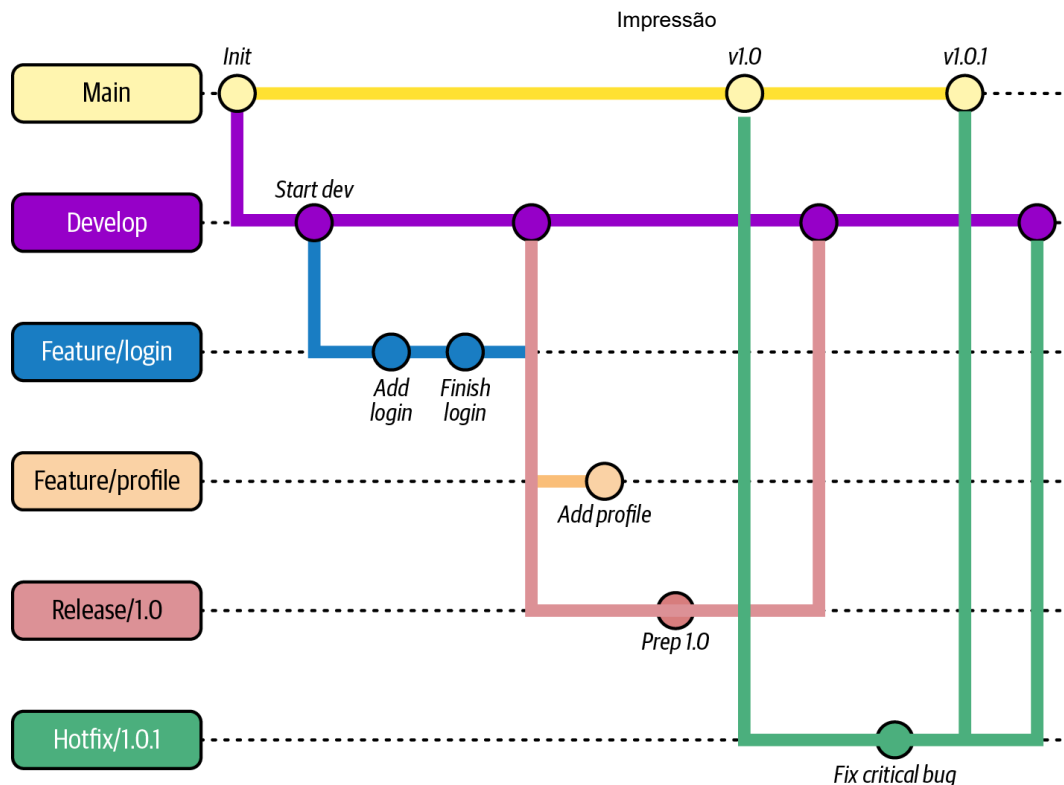 Impressão
Init
v1.0
v1.0.1
Main
Start dev
Develop
Feature/login
Add
login
Finish
login
Feature/profile
Add profile
Release/1.0
Prep 1.0
Hotfix/1.0.1
Fix critical bug